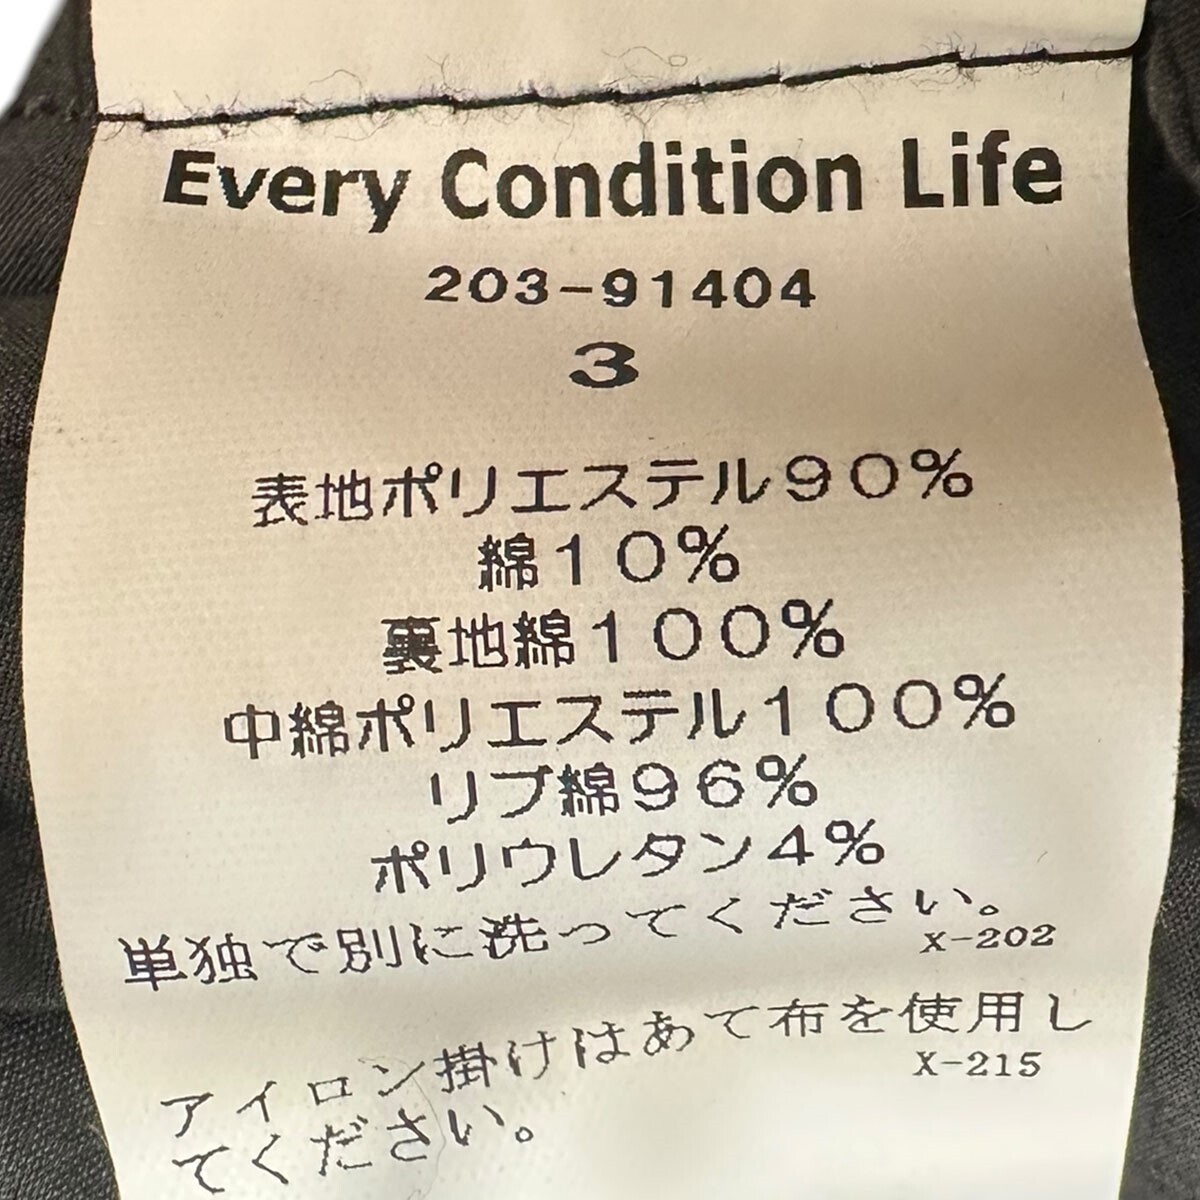 Every Condition Life
203-91404
3
表地ポリエステル90%
綿10%
裏地綿100%
中綿ポリエステル100%
リブ綿96%
ポリウレタン4%
単独で別に洗ってください。
X-202
アイロン掛けはあて布を使用し
X-215
てください。